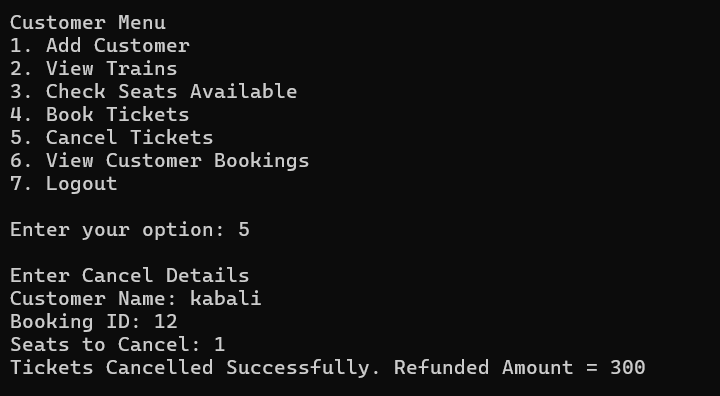 Customer Menu
1. Add Customer
2. View Trains
3. Check Seats Available
4. Book Tickets
5. Cancel Tickets
6. View Customer Bookings
7. Logout
Enter your option: 5
Enter Cancel Details
Customer Name: kabali
Booking ID: 12
Seats to Cancel: 1
Tickets Cancelled Successfully. Refunded Amount = 300